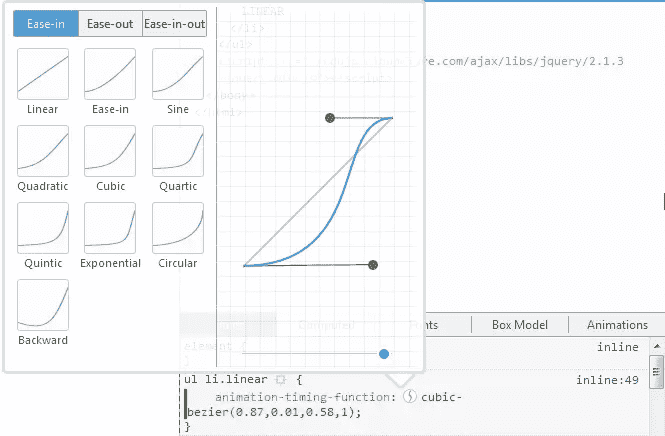 Ease-in Ease-out Ease-in-out
LINEAR
</li>
</ul>
ve.com/ajax/libs/jquery/2.1.3
Linear Ease-in Sine
Quadratic Cubic Quartic
Quintic Exponential Circular
Backward
Computed nts Box Model Animations
element { inline
}
ul li.linear { inline:49
animation-timing-function: cubic-
bezier(0.87,0.01,0.58,1);
}